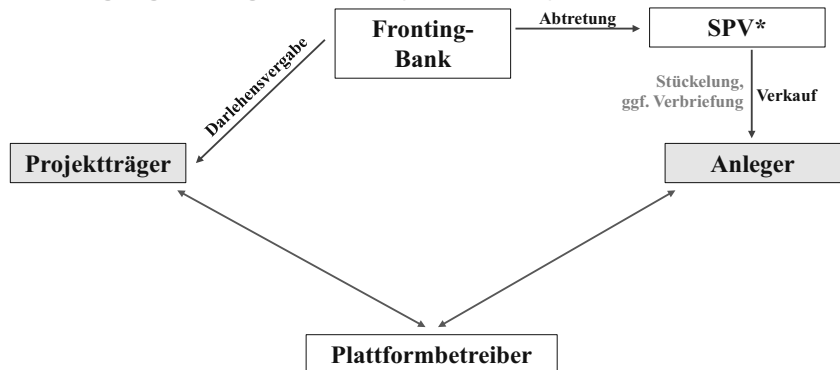 Fronting-
Bank
Abtretung
SPV*
Darlehensvergabe
Stückelung,
ggf. Verbriefung
Verkauf
Projektträger
Anleger
Plattformbetreiber